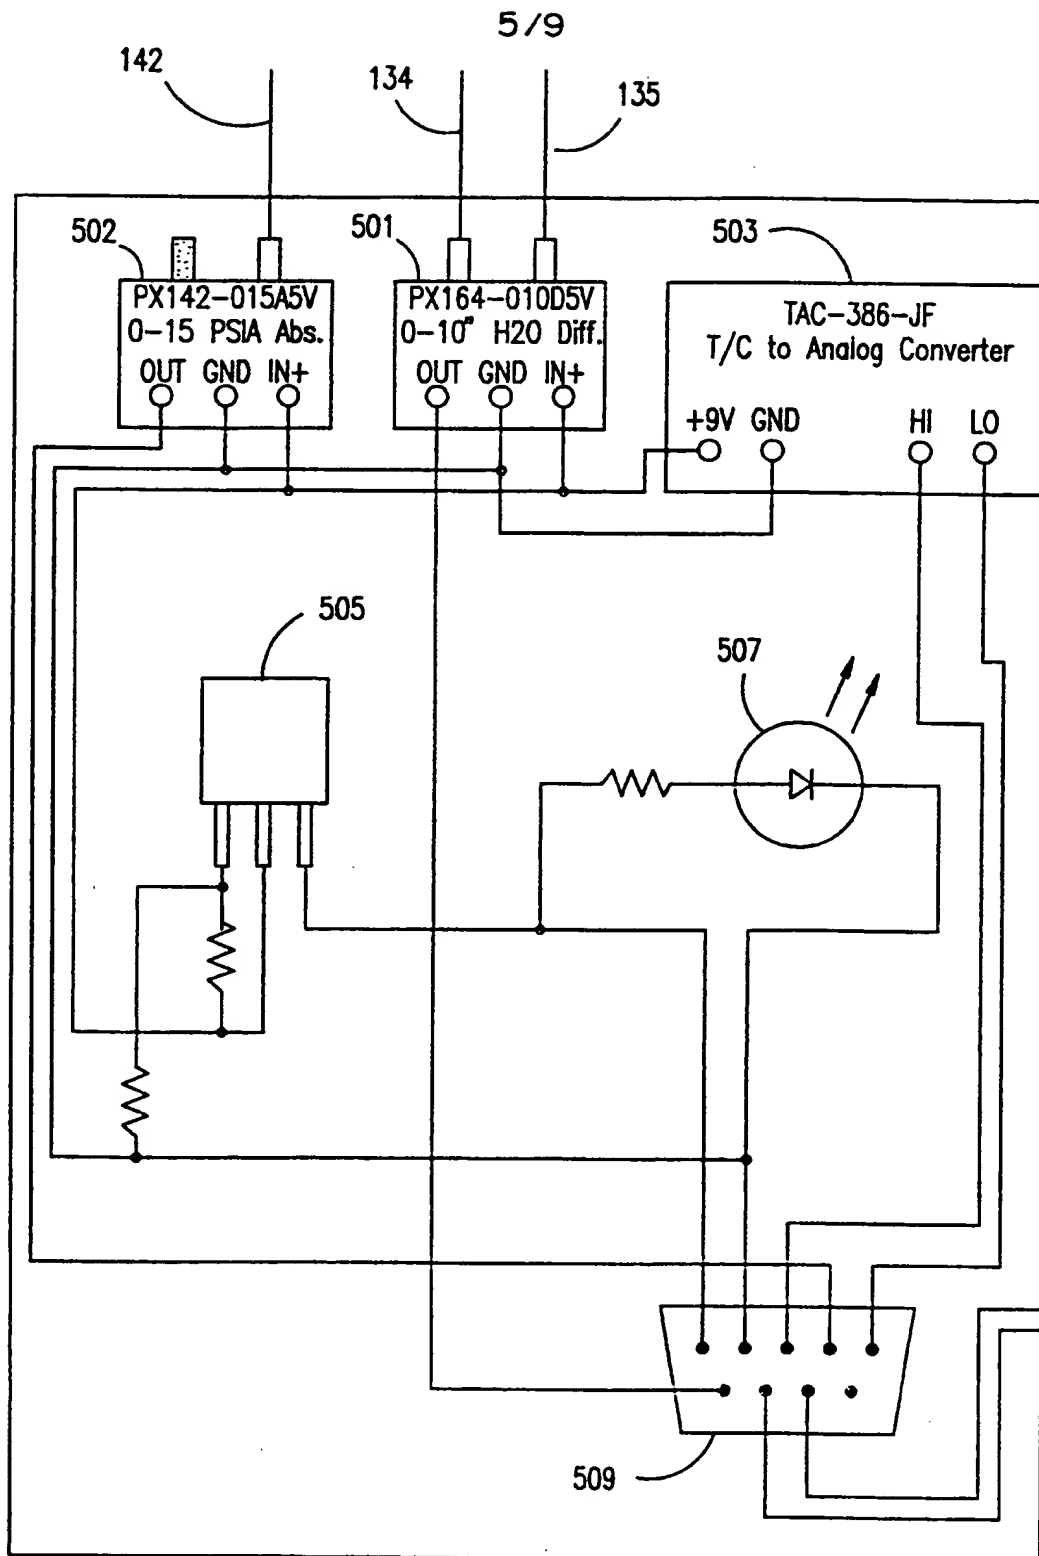 5/9
142
134
135
502
501
503
PX142-015A5V
0-15 PSIA Abs.
OUT GND IN+
PX164-010D5V
0-10" H2O Diff.
OUT GND IN+
TAC-386-JF
T/C to Analog Converter
+9V GND HI LO
505
507
509